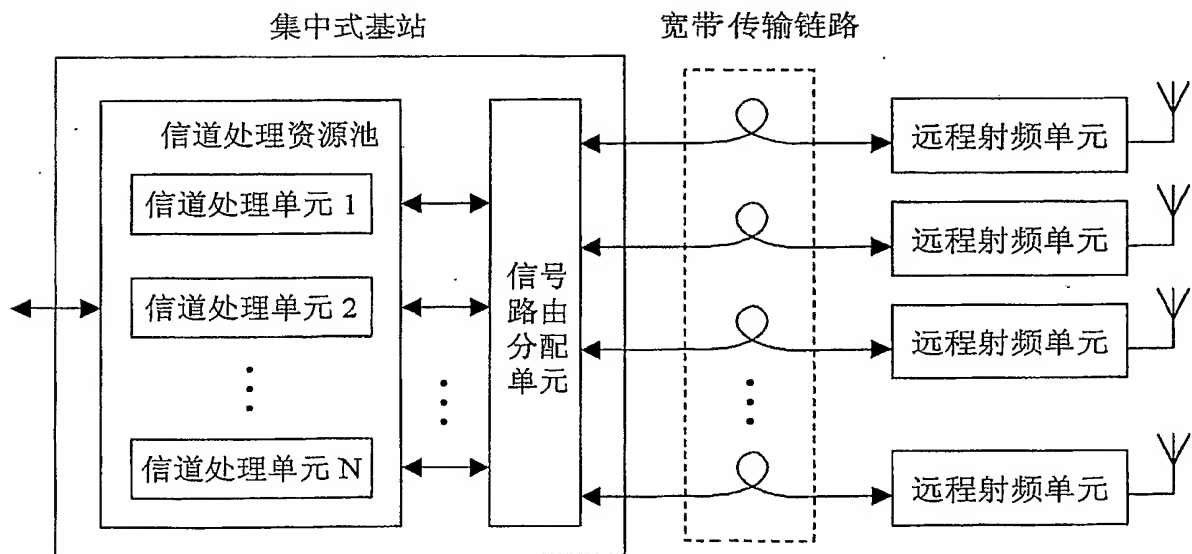 集中式基站
宽带传输链路
信道处理资源池
信道处理单元 1
信道处理单元 2
信道处理单元 N
信号
路由
分配
单元
远程射频单元
远程射频单元
远程射频单元
远程射频单元